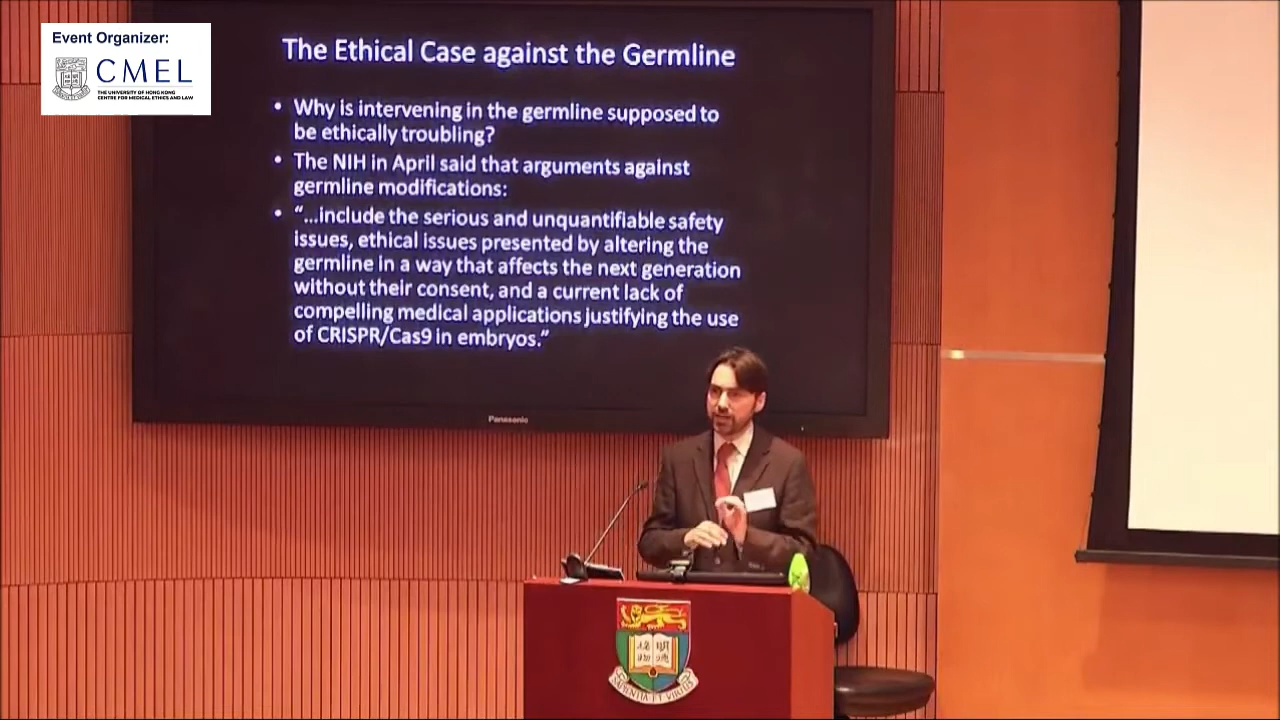 Event Organizer:
CMEL
THE UNIVERSITY OF HONG KONG
CENTRE FOR MEDICAL ETHICS AND LAW
The Ethical Case against the Germline
• Why is intervening in the germline supposed to
be ethically troubling?
• The NIH in April said that arguments against
germline modifications:
• “...include the serious and unquantifiable safety
issues, ethical issues presented by altering the
germline in a way that affects the next generation
without their consent, and a current lack of
compelling medical applications justifying the use
of CRISPR/Cas9 in embryos.”
Panasonic
SAPIENTIA ET VIRTUS